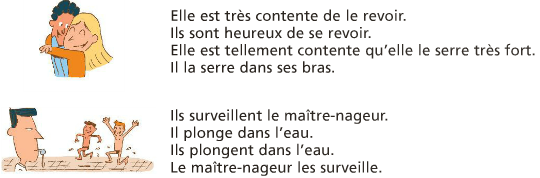 Elle est très contente de le revoir.
Ils sont heureux de se revoir.
Elle est tellement contente qu’elle le serre très fort.
Il la serre dans ses bras.
Ils surveillent le maître-nageur.
Il plonge dans l’eau.
Ils plongent dans l’eau.
Le maître-nageur les surveille.